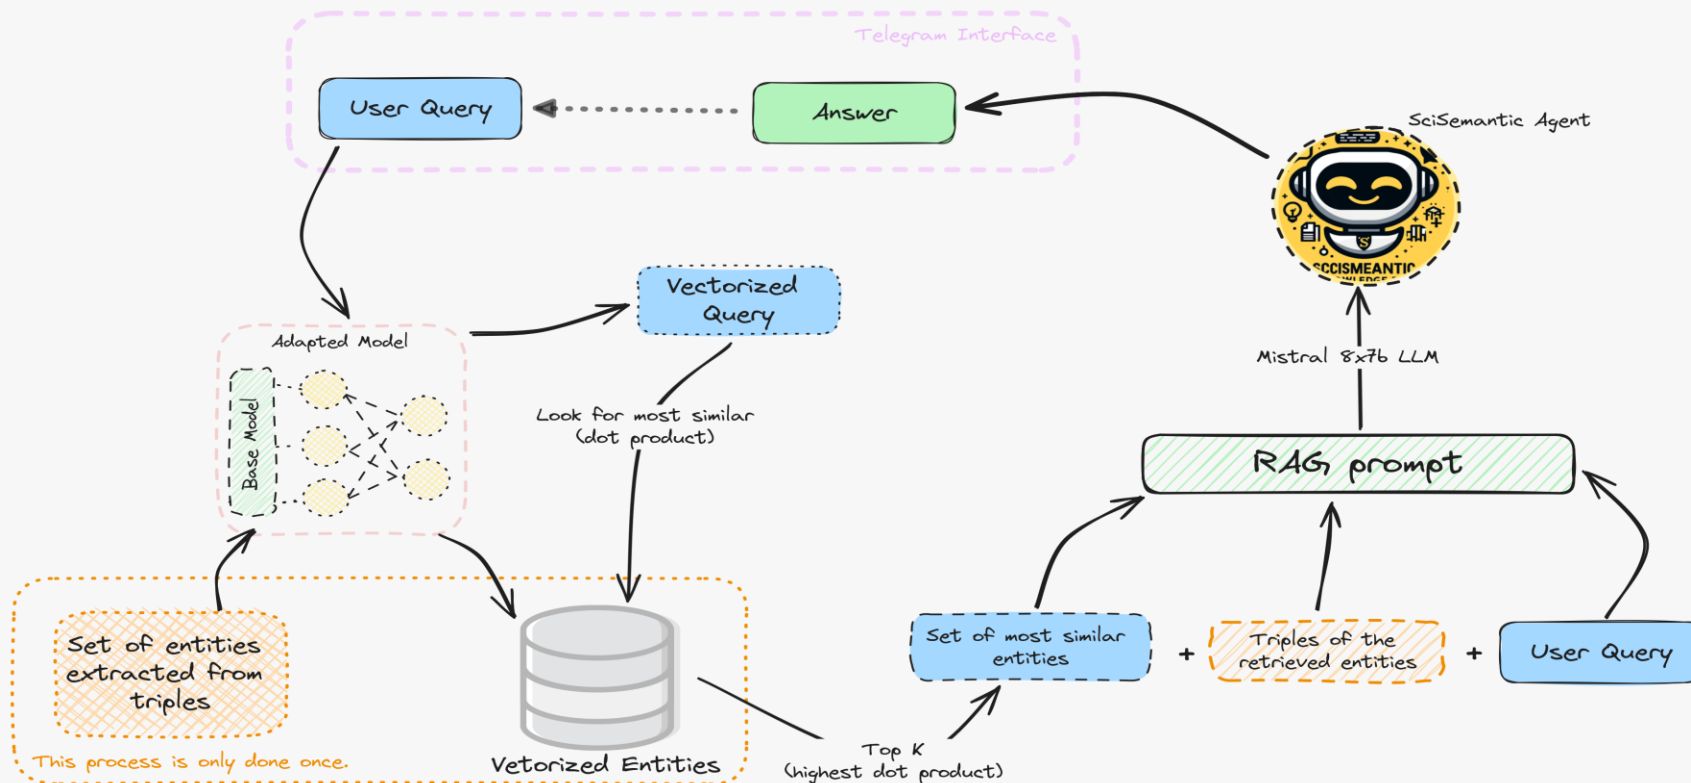 Telegram Interface
User Query
Answer
SciSemantic Agent
SCCISMEANTIC
Vectorized
Query
Adapted Model
Base Model
Look for most similar
(dot product)
Mistral 8x7b LLM
RAG prompt
Set of entities
extracted from
triples
This process is only done once.
Vetorized Entities
Top K
(highest dot product)
Set of most similar
entities
+
Triples of the
retrieved entities
+
User Query